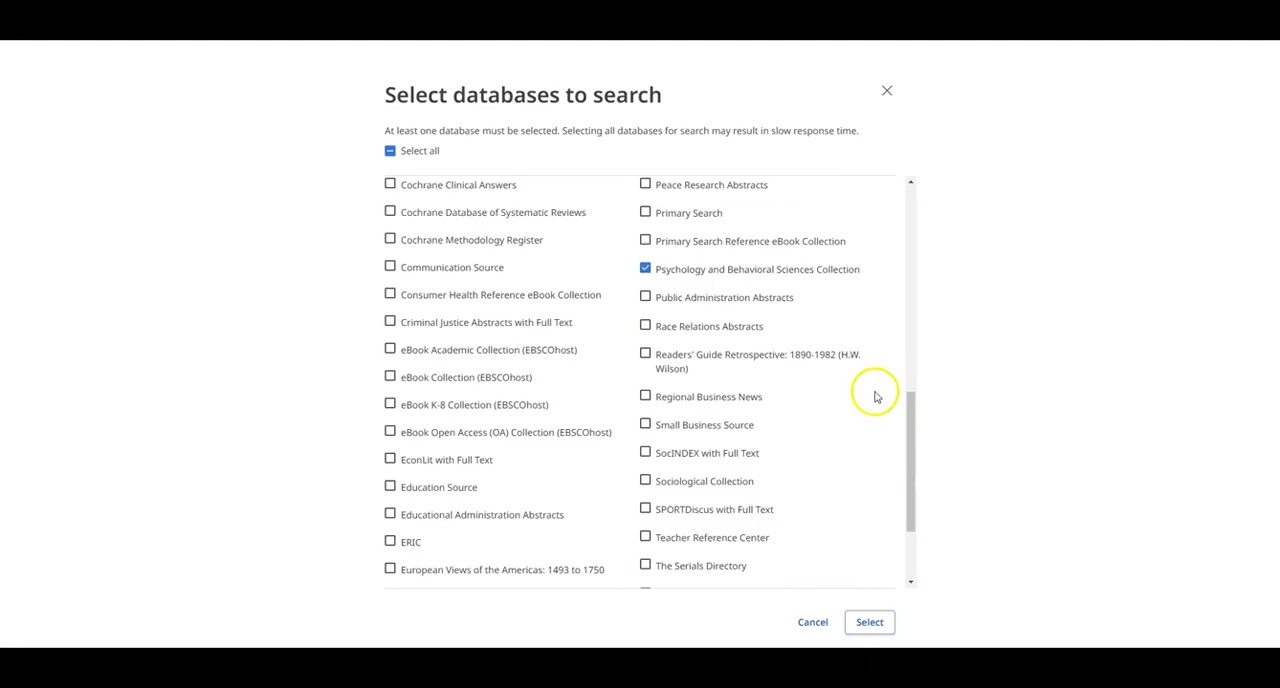 Select databases to search
At least one database must be selected. Selecting all databases for search may result in slow response time.
Select all
Cochrane Clinical Answers
Cochrane Database of Systematic Reviews
Cochrane Methodology Register
Communication Source
Consumer Health Reference eBook Collection
Criminal Justice Abstracts with Full Text
eBook Academic Collection (EBSCOhost)
eBook Collection (EBSCOhost)
eBook K-8 Collection (EBSCOhost)
eBook Open Access (OA) Collection (EBSCOhost)
EconLit with Full Text
Education Source
Educational Administration Abstracts
ERIC
European Views of the Americas: 1493 to 1750
Peace Research Abstracts
Primary Search
Primary Search Reference eBook Collection
Psychology and Behavioral Sciences Collection
Public Administration Abstracts
Race Relations Abstracts
Readers' Guide Retrospective: 1890-1982 (H.W.
Wilson)
Regional Business News
Small Business Source
SocINDEX with Full Text
Sociological Collection
SPORTDiscus with Full Text
Teacher Reference Center
The Serials Directory
Cancel
Select